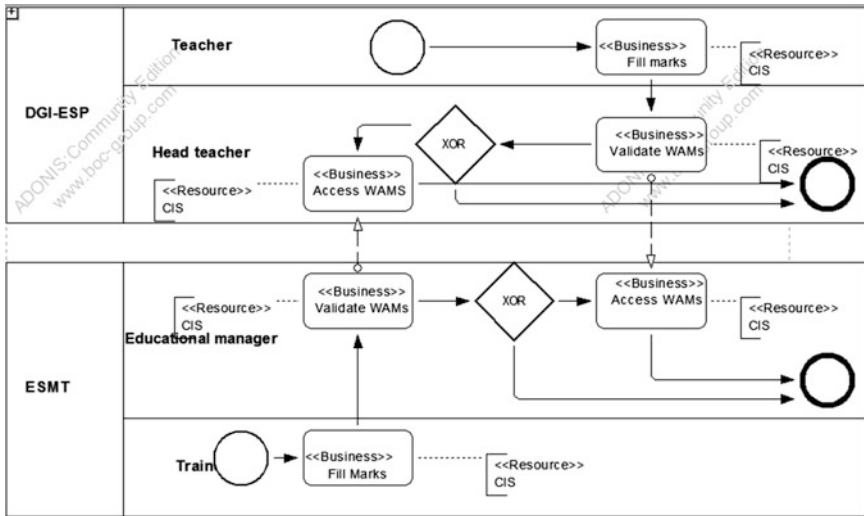 Teacher
<<Business>>
Fill marks
<<Resource>>
CIS
DGI-ESP
Head teacher
XOR
<<Business>>
Validate WAMs
<<Resource>>
CIS
<<Business>>
Access WAMS
<<Resource>>
CIS
ADONIS:Community Edition
www.boc-group.com
ESMT
Educational manager
<<Resource>>
CIS
<<Business>>
Validate WAMs
XOR
<<Business>>
Access WAMs
<<Resource>>
CIS
Train
<<Business>>
Fill Marks
<<Resource>>
CIS